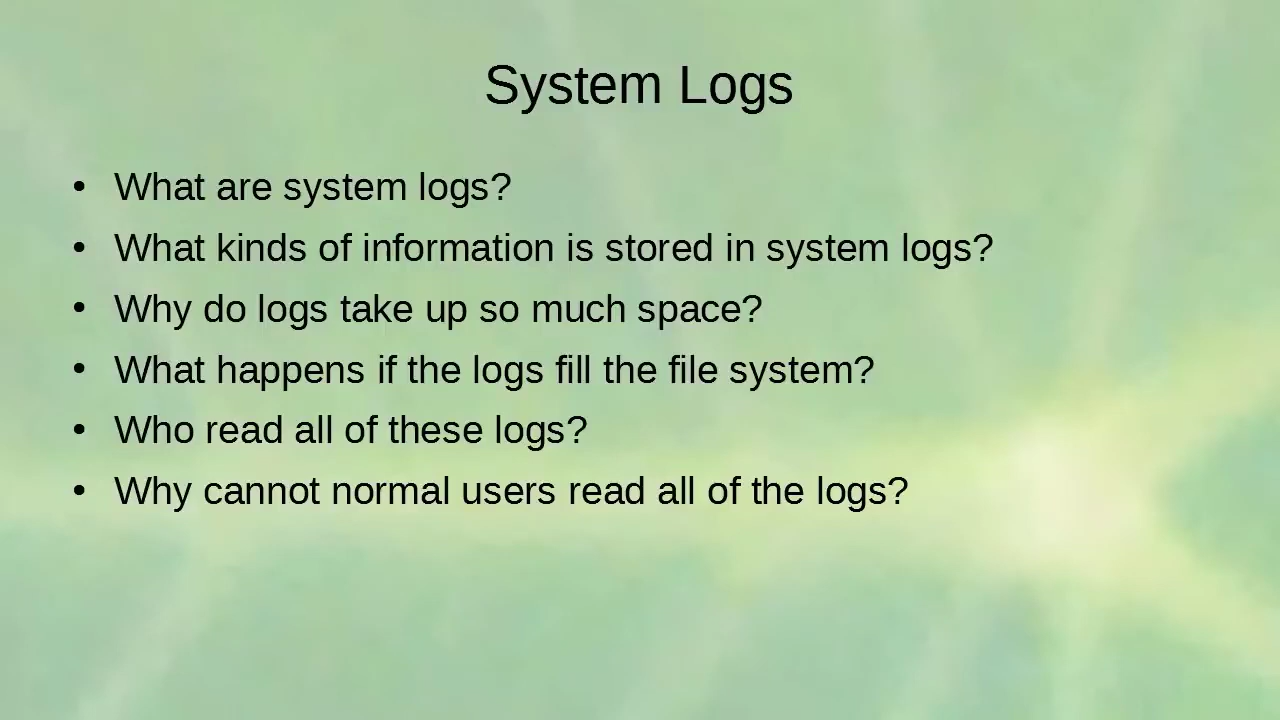 System Logs
• What are system logs?
• What kinds of information is stored in system logs?
• Why do logs take up so much space?
• What happens if the logs fill the file system?
• Who read all of these logs?
• Why cannot normal users read all of the logs?